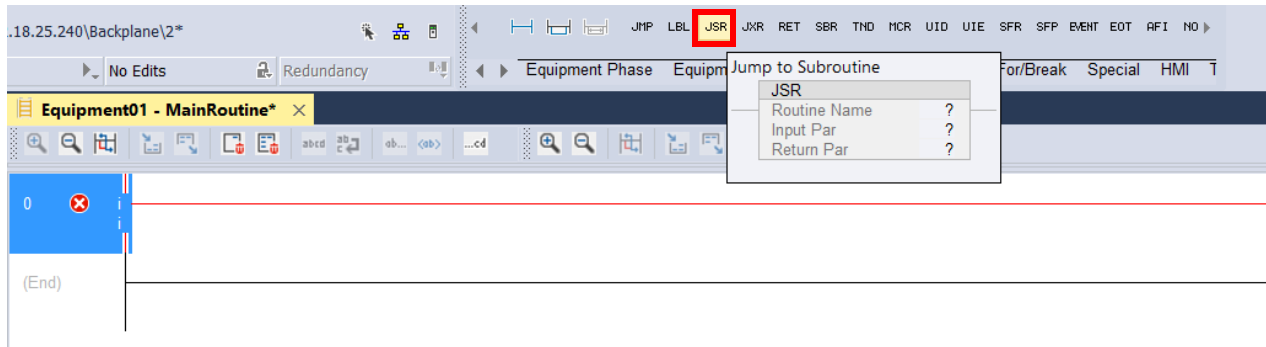 .18.25.240\Backplane\2*
JMP LBL JSR JXR RET SBR TND MCR UID UIE SFR SFP EVENT EOT AFI NO
No Edits
Redundancy
Equipment Phase Equipm
For/Break Special HMI T
Jump to Subroutine
JSR
Routine Name ?
Input Par ?
Return Par ?
Equipment01 - MainRoutine*
abcd ab ab... <ab> ...cd
0 i
i
(End)